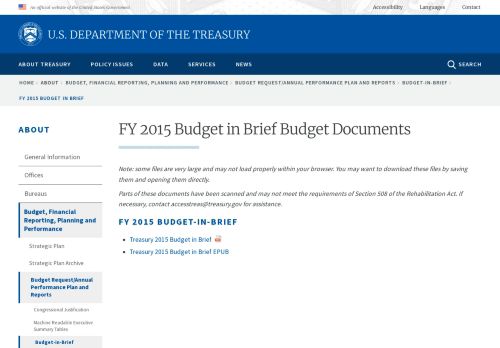 An official website of the United States Government
Accessibility Languages Contact
U.S. DEPARTMENT OF THE TREASURY
ABOUT TREASURY POLICY ISSUES DATA SERVICES NEWS SEARCH
HOME › ABOUT › BUDGET, FINANCIAL REPORTING, PLANNING AND PERFORMANCE › BUDGET REQUEST/ANNUAL PERFORMANCE PLAN AND REPORTS › BUDGET-IN-BRIEF ›
FY 2015 BUDGET IN BRIEF
ABOUT
General Information
Offices
Bureaus
Budget, Financial
Reporting, Planning and
Performance
Strategic Plan
Strategic Plan Archive
Budget Request/Annual
Performance Plan and
Reports
Congressional Justification
Machine Readable Executive
Summary Tables
Budget-in-Brief
FY 2015 Budget in Brief Budget Documents
Note: some files are very large and may not load properly within your browser. You may want to download these files by saving
them and opening them directly.
Parts of these documents have been scanned and may not meet the requirements of Section 508 of the Rehabilitation Act. If
necessary, contact accesstreas@treasury.gov for assistance.
FY 2015 BUDGET-IN-BRIEF
• Treasury 2015 Budget in Brief
• Treasury 2015 Budget in Brief EPUB